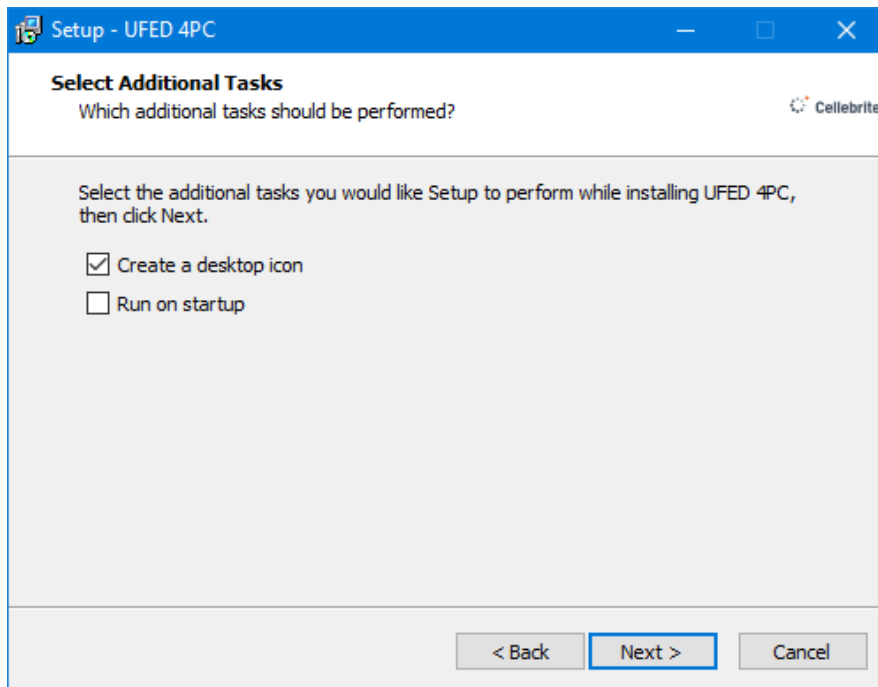 Setup - UFED 4PC
Select Additional Tasks
Which additional tasks should be performed?
Cellebrite
Select the additional tasks you would like Setup to perform while installing UFED 4PC,
then click Next.
Create a desktop icon
Run on startup
< Back
Next >
Cancel